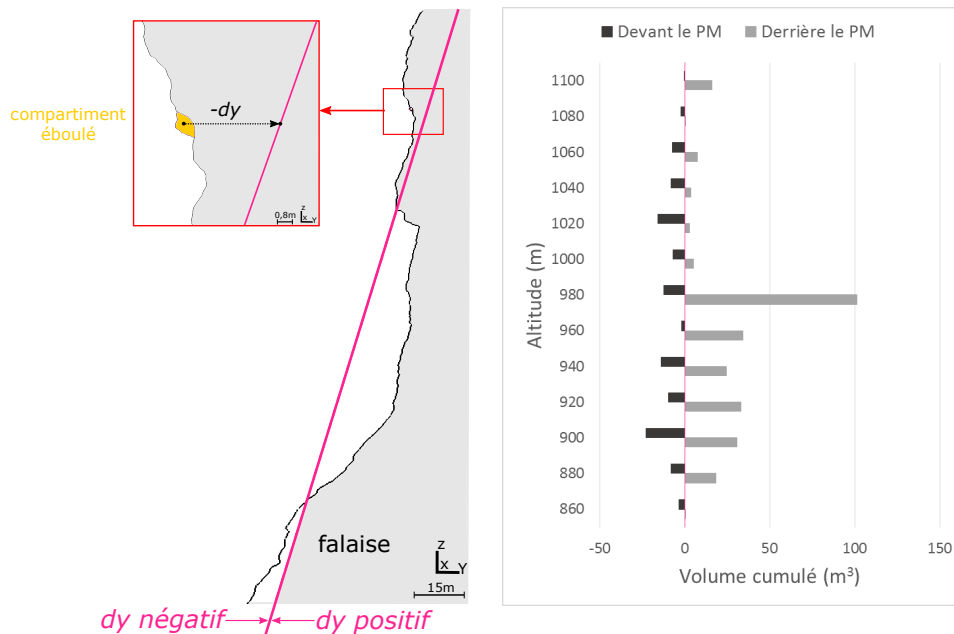 compartiment
éboulé
-dy
0,8m
z
x
Y
falaise
z
x
Y
15m
dy négatif
dy positif
Devant le PM
Derrière le PM
Altitude (m)
1100
1080
1060
1040
1020
1000
980
960
940
920
900
880
860
-50 0 50 100 150
Volume cumulé (m³)